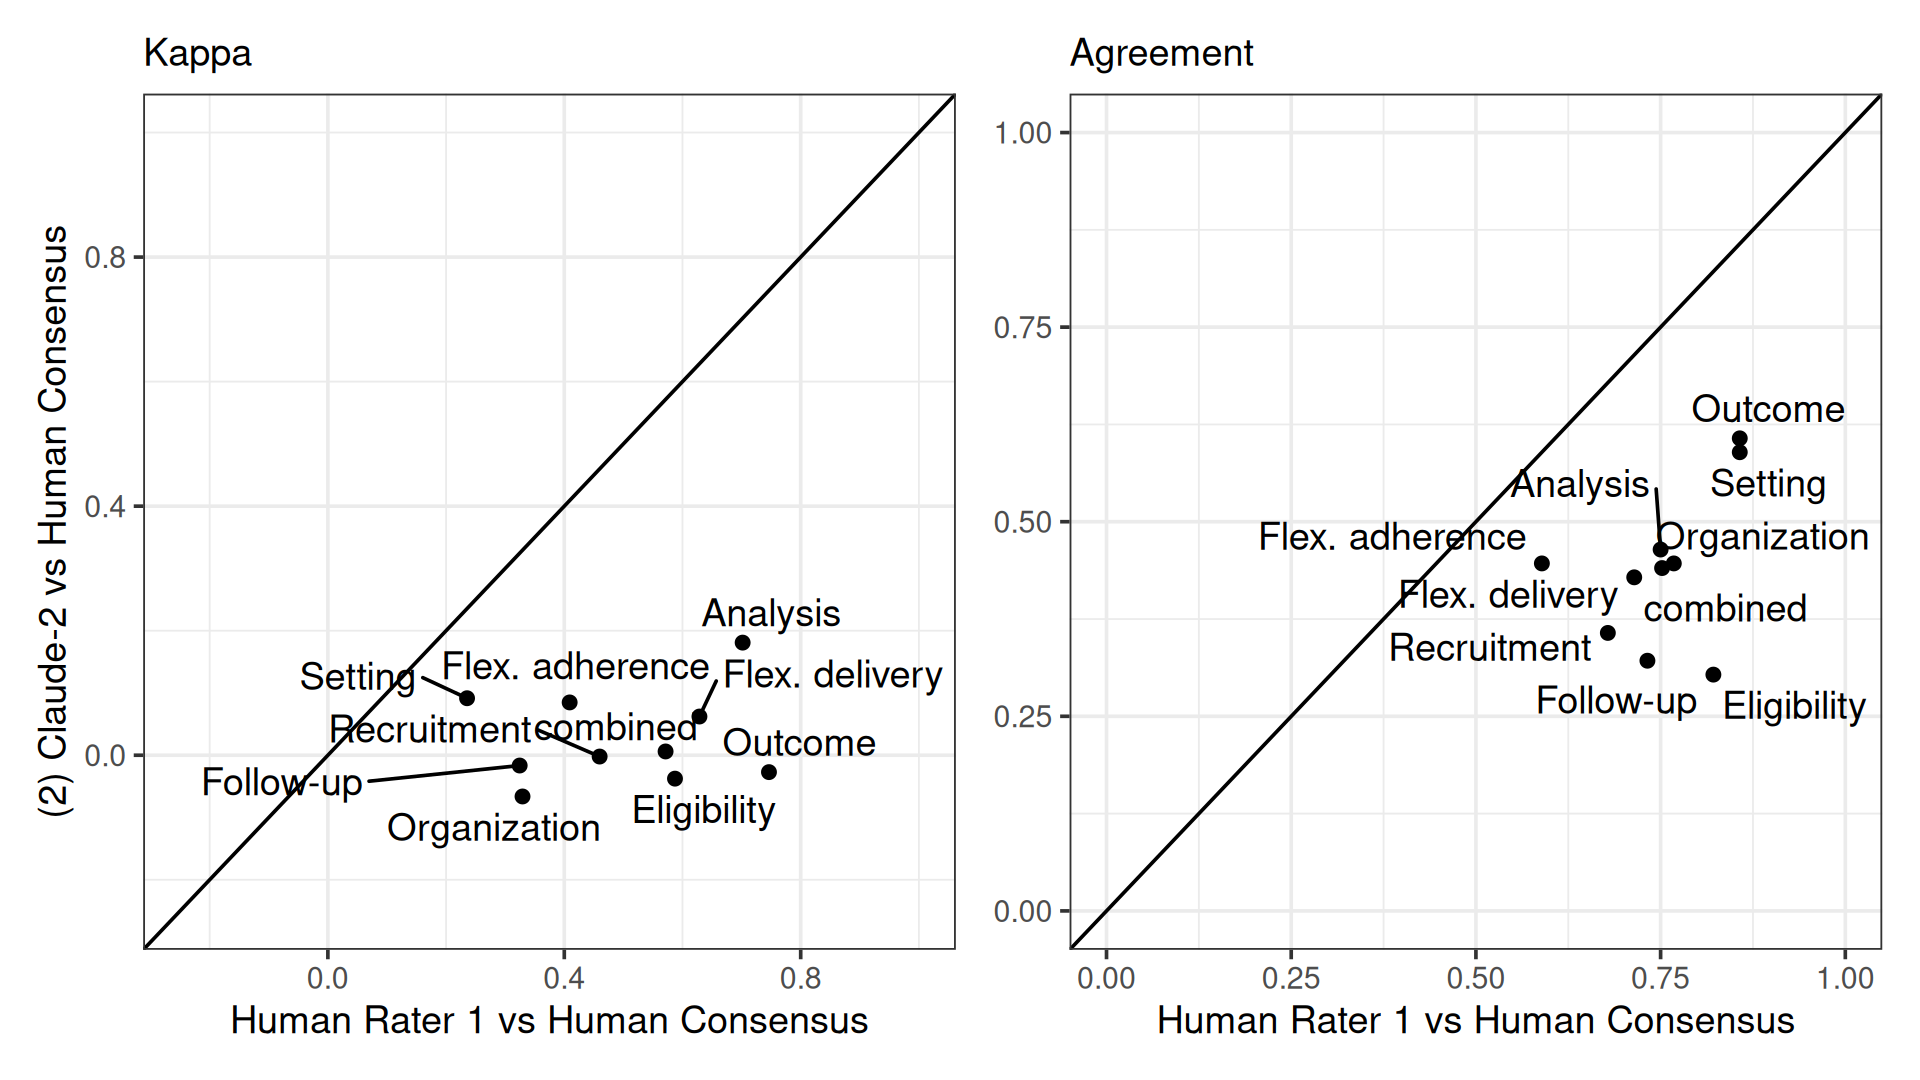 Kappa
(2) Claude-2 vs Human Consensus
0.8
0.4
0.0
Analysis
Setting
Flex. adherence
Flex. delivery
Recruitment
combined
Outcome
Follow-up
Eligibility
Organization
0.0
0.4
0.8
Human Rater 1 vs Human Consensus
Agreement
1.00
0.75
0.50
0.25
0.00
Outcome
Analysis
Setting
Flex. adherence
Organization
Flex. delivery
combined
Recruitment
Follow-up
Eligibility
0.00
0.25
0.50
0.75
1.00
Human Rater 1 vs Human Consensus